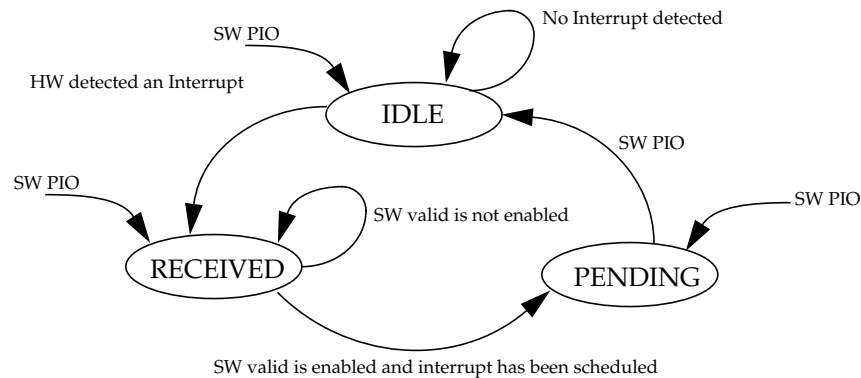 No Interrupt detected
SW PIO
HW detected an Interrupt
IDLE
SW PIO
SW PIO
SW PIO
SW valid is not enabled
RECEIVED
PENDING
SW valid is enabled and interrupt has been scheduled